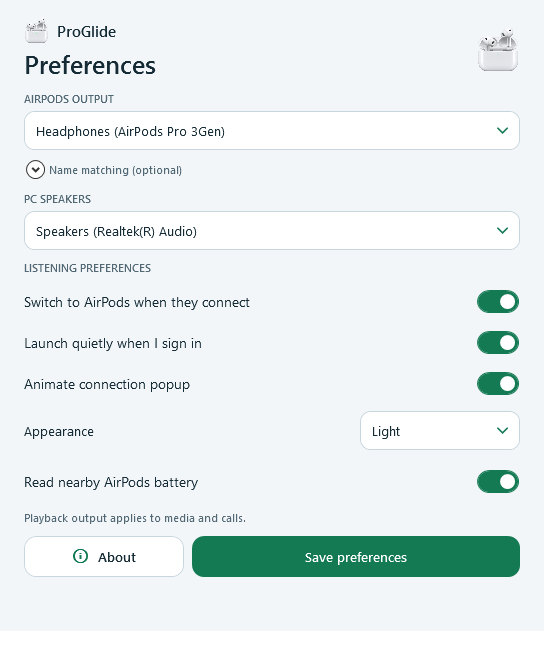 ProGlide
Preferences
AIRPODS OUTPUT
Headphones (AirPods Pro 3Gen)
Name matching (optional)
PC SPEAKERS
Speakers (Realtek(R) Audio)
LISTENING PREFERENCES
Switch to AirPods when they connect
Launch quietly when I sign in
Animate connection popup
Appearance
Light
Read nearby AirPods battery
Playback output applies to media and calls.
About
Save preferences